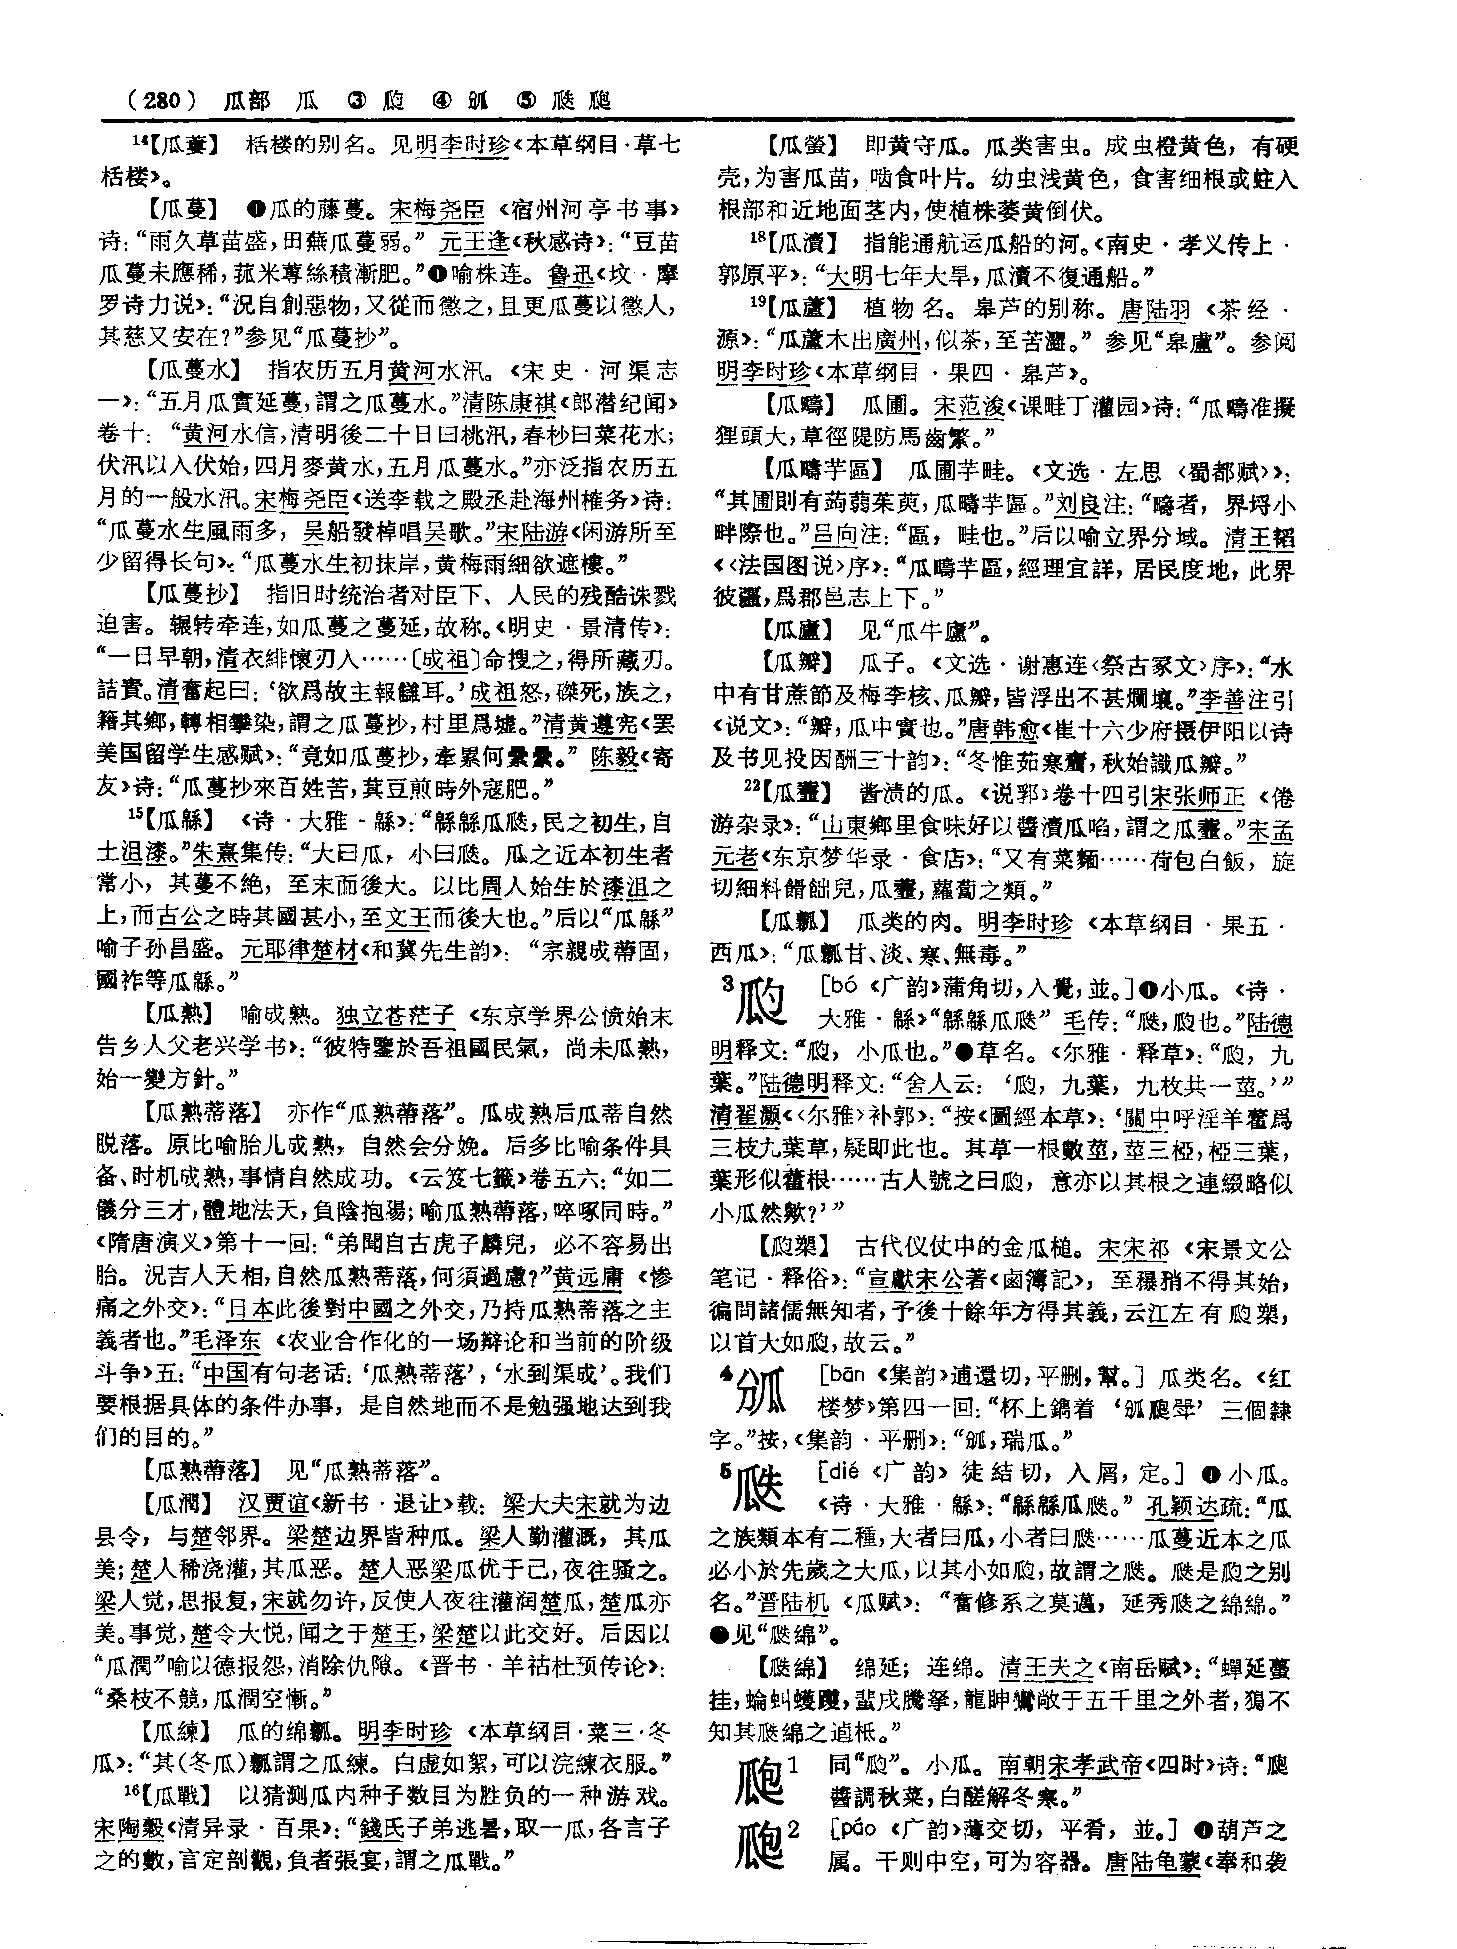 （280） 瓜部 瓜 ③瓝 ④㼎 ⑤瓞 瓟
14【瓜蔞】 栝楼的别名。见明李时珍《本草纲目·草七
栝楼》。
【瓜蔓】 ❶瓜的藤蔓。宋梅尧臣《宿州河亭书事》
诗：“雨久草苗盛，田蕪瓜蔓弱。” 元王逢《秋感诗》：“豆苗
瓜蔓未應稀，菰米蓴絲積漸肥。”❶喻株连。鲁迅《坟·摩
罗诗力说》：“況自創惡物，又從而懲之，且更瓜蔓以懲人，
其慈又安在？”参见“瓜蔓抄”。
【瓜蔓水】 指农历五月黄河水汛。《宋史·河渠志
一》：“五月瓜實延蔓，謂之瓜蔓水。”清陈康祺《郎潜纪闻》
卷十：“黄河水信，清明後二十日曰桃汛，春杪曰菜花水；
伏汛以入伏始，四月麥黄水，五月瓜蔓水。”亦泛指农历五
月的一般水汛。宋梅尧臣《送李载之殿丞赴海州榷务》诗：
“瓜蔓水生風雨多，吴船發棹唱吴歌。”宋陆游《闲游所至
少留得长句》：“瓜蔓水生初抹岸，黄梅雨細欲遮樓。”
【瓜蔓抄】 指旧时统治者对臣下、人民的残酷诛戮
迫害。辗转牵连，如瓜蔓之蔓延，故称。《明史·景清传》：
“一日早朝，清衣緋懷刃入……〔成祖〕命搜之，得所藏刃。
詰責。清奮起曰：‘欲爲故主報讎耳。’成祖怒，磔死，族之，
籍其鄉，轉相攀染，謂之瓜蔓抄，村里爲墟。”清黄遵宪《罢
美国留学生感赋》：“竟如瓜蔓抄，牽累何纍纍。” 陈毅《寄
友》诗：“瓜蔓抄來百姓苦，萁豆煎時外寇肥。”
15【瓜緜】 《诗·大雅·緜》：“緜緜瓜瓞，民之初生，自
土沮漆。”朱熹集传：“大曰瓜，小曰瓞。瓜之近本初生者
常小，其蔓不绝，至末而後大。以比周人始生於漆沮之
上，而古公之時其國甚小，至文王而後大也。”后以“瓜緜”
喻子孙昌盛。元耶律楚材《和冀先生韵》：“宗親成蔕固，
國祚等瓜緜。”
【瓜熟】 喻成熟。独立苍茫子《东京学界公愤始末
告乡人父老兴学书》：“彼特鑒於吾祖國民氣，尚未瓜熟，
始一變方針。”
【瓜熟蒂落】 亦作“瓜熟蔕落”。瓜成熟后瓜蒂自然
脱落。原比喻胎儿成熟，自然会分娩。后多比喻条件具
备、时机成熟，事情自然成功。《云笈七籤》卷五六：“如二
儀分三才，體地法天，負陰抱陽；喻瓜熟蔕落，啐啄同時。”
《隋唐演义》第十一回：“弟聞自古虎子麟兒，必不容易出
胎。況吉人天相，自然瓜熟蒂落，何須過慮？”黄远庸《惨
痛之外交》：“日本此後對中國之外交，乃持瓜熟蒂落之主
義者也。”毛泽东《农业合作化的一场辩论和当前的阶级
斗争》五：“中国有句老话：‘瓜熟蒂落’，‘水到渠成’。我们
要根据具体的条件办事，是自然地而不是勉强地达到我
们的目的。”
【瓜熟蔕落】 见“瓜熟蒂落”。
【瓜潤】 汉贾谊《新书·退让》载：梁大夫宋就为边
县令，与楚邻界。梁楚边界皆种瓜。梁人勤灌溉，其瓜
美；楚人稀浇灌，其瓜恶。楚人恶梁瓜优于己，夜往骚之。
梁人觉，思报复，宋就勿许，反使人夜往灌润楚瓜，楚瓜亦
美。事觉，楚令大悦，闻之于楚王，梁楚以此交好。后因以
“瓜潤”喻以德报怨，消除仇隙。《晋书·羊祜杜预传论》：
“桑枝不競，瓜潤空慚。”
【瓜練】 瓜的绵瓤。明李时珍《本草纲目·菜三·冬
瓜》：“其（冬瓜）瓤謂之瓜練。白虚如絮，可以浣練衣服。”
16【瓜戰】 以猜测瓜内种子数目为胜负的一种游戏。
宋陶穀《清异录·百果》：“錢氏子弟逃暑，取一瓜，各言子
之的數，言定剖觀，負者張宴，謂之瓜戰。”
【瓜螢】 即黄守瓜。瓜类害虫。成虫橙黄色，有硬
壳，为害瓜苗，啮食叶片。幼虫浅黄色，食害细根或蛀入
根部和近地面茎内，使植株萎黄倒伏。
18【瓜瀆】 指能通航运瓜船的河。《南史·孝义传上·
郭原平》：“大明七年大旱，瓜瀆不復通船。”
19【瓜蘆】 植物名。皋芦的别称。唐陆羽《茶经·
源》：“瓜蘆木出廣州，似茶，至苦澀。” 参见“皋盧”。参阅
明李时珍《本草纲目·果四·皋芦》。
【瓜疇】 瓜圃。宋范浚《课畦丁灌园》诗：“瓜疇准擬
狸頭大，草徑隄防馬齒繁。”
【瓜疇芋區】 瓜圃芋畦。《文选·左思〈蜀都赋〉》：
“其圃則有蒟蒻茱萸，瓜疇芋區。”刘良注：“疇者，界埒小
畔際也。”吕向注：“區，畦也。”后以喻立界分域。清王韬
《〈法国图说〉序》：“瓜疇芋區，經理宜詳，居民度地，此界
彼疆，爲郡邑志上下。”
【瓜廬】 见“瓜牛廬”。
【瓜瓣】 瓜子。《文选·谢惠连〈祭古冢文〉序》：“水
中有甘蔗節及梅李核、瓜瓣，皆浮出不甚爛壞。”李善注引
《说文》：“瓣，瓜中實也。”唐韩愈《崔十六少府摄伊阳以诗
及书见投因酬三十韵》：“冬惟茹寒齏，秋始識瓜瓣。”
22【瓜虀】 酱渍的瓜。《说郛》卷十四引宋张师正《倦
游杂录》：“山東鄉里食味好以醬瀆瓜啗，謂之瓜虀。”宋孟
元老《东京梦华录·食店》：“又有菜麵……荷包白飯，旋
切細料餶飿兒，瓜虀，蘿蔔之類。”
【瓜瓤】 瓜类的肉。明李时珍《本草纲目·果五·
西瓜》：“瓜瓤甘、淡、寒、無毒。”
3瓝 ［bó《广韵》蒲角切，入覺，並。］❶小瓜。《诗·
大雅·緜》“緜緜瓜瓞” 毛传：“瓞，瓝也。”陆德
明释文：“瓝，小瓜也。”●草名。《尔雅·释草》：“瓝，九
葉。”陆德明释文：“舍人云：‘瓝，九葉，九枚共一莖。’”
清翟灏《〈尔雅〉补郭》：“按《圖經本草》：‘關中呼淫羊藿爲
三枝九葉草，疑即此也。其草一根數莖，莖三椏，椏三葉，
葉形似藿根……古人號之曰瓝，意亦以其根之連綴略似
小瓜然歟？’”
【瓝槊】 古代仪仗中的金瓜槌。宋宋祁《宋景文公
笔记·释俗》：“宣獻宋公著《鹵簿記》，至䂍矟不得其始，
徧問諸儒無知者，予後十餘年方得其義，云江左有瓝槊，
以首大如瓝，故云。”
4㼎 ［bān《集韵》逋還切，平删，幫。］瓜类名。《红
楼梦》第四一回：“杯上鐫着‘㼎瓟斝’三個隸
字。”按，《集韵·平删》：“㼎，瑞瓜。”
5瓞 ［dié《广韵》徒結切，入屑，定。］❶小瓜。
《诗·大雅·緜》：“緜緜瓜瓞。” 孔颖达疏：“瓜
之族類本有二種，大者曰瓜，小者曰瓞……瓜蔓近本之瓜
必小於先歲之大瓜，以其小如瓝，故謂之瓞。瓞是瓝之别
名。”晋陆机《瓜赋》：“奮修系之莫邁，延秀瓞之綿綿。”
●见“瓞綿”。
【瓞綿】 绵延；连绵。清王夫之《南岳赋》：“蟬延蔓
挂，蜦虯蠖躩，蜚戌騰拏，龍呻鸞敞于五千里之外者，猲不
知其瓞綿之逌柢。”
瓟1 同“瓝”。小瓜。南朝宋孝武帝《四时》诗：“瓟
醬調秋菜，白醝解冬寒。”
瓟2 ［páo《广韵》薄交切，平肴，並。］❶葫芦之
属。干则中空，可为容器。唐陆龟蒙《奉和袭